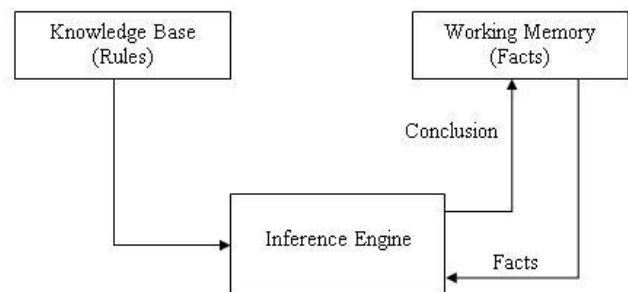 Knowledge Base
(Rules)
Working Memory
(Facts)
Conclusion
Inference Engine
Facts